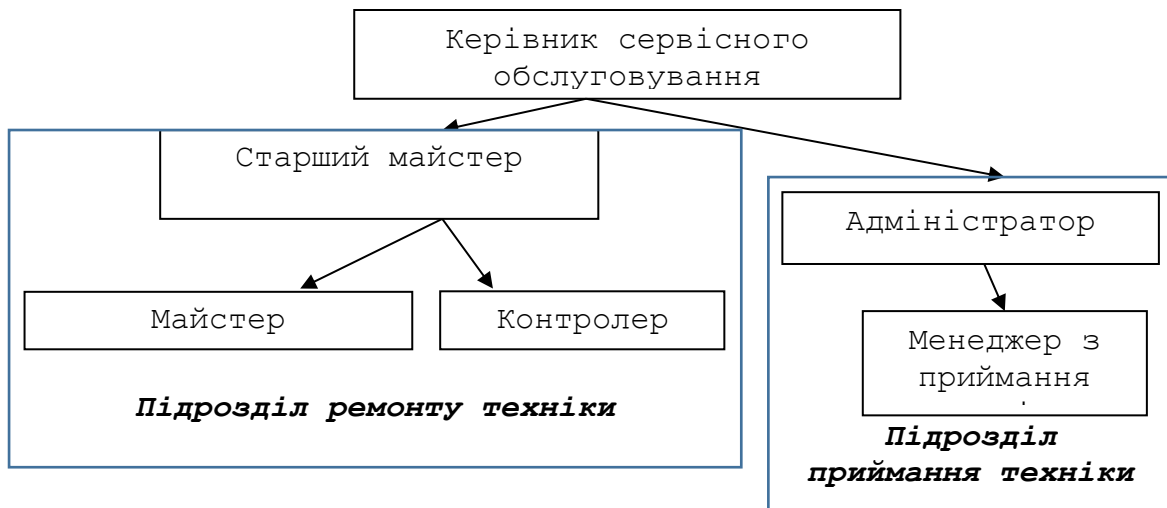 Керівник сервісного
обслуговування
Старший майстер
Адміністратор
Майстер
Контролер
Менеджер з
приймання
Підрозділ ремонту техніки
Підрозділ
приймання техніки